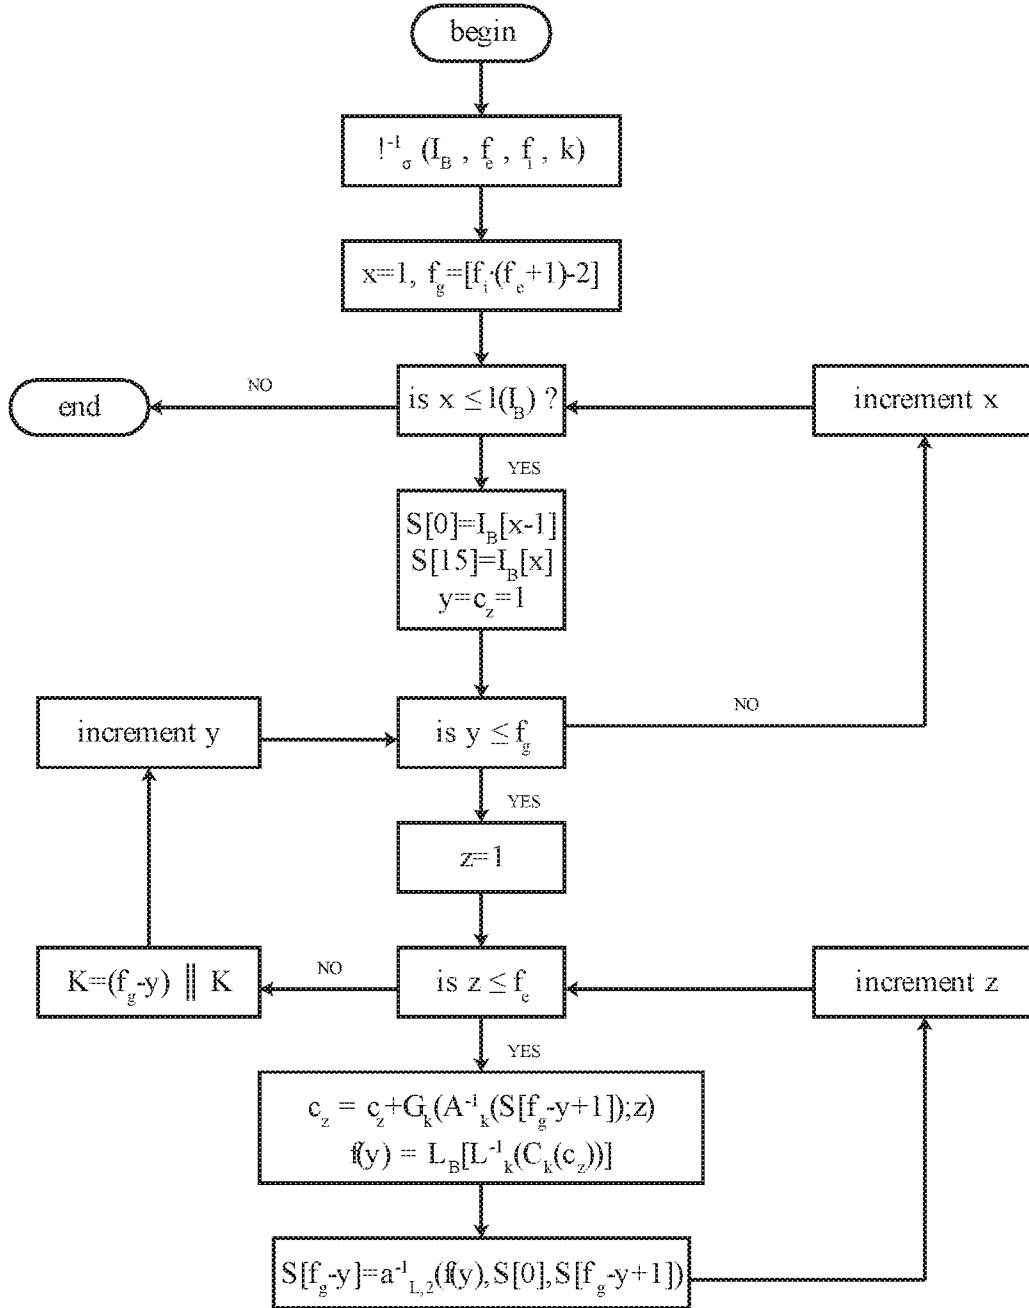 begin
!⁻¹σ (I_B , f_e , f_i , k)
x=1, f_g=[f_i·(f_e+1)-2]
NO
end
is x ≤ l(I_B) ?
increment x
YES
S[0]=I_B[x-1]
S[15]=I_B[x]
y=c_z=1
increment y
is y ≤ f_g
NO
YES
z=1
K=(f_g-y) || K
NO
is z ≤ f_e
increment z
YES
c_z = c_z+G_k(A⁻ⁱ_k(S[f_g-y+1]);z)
f(y) = L_B[L⁻¹_k(C_k(c_z))]
S[f_g-y]=a⁻¹_L,2(f(y),S[0],S[f_g-y+1])